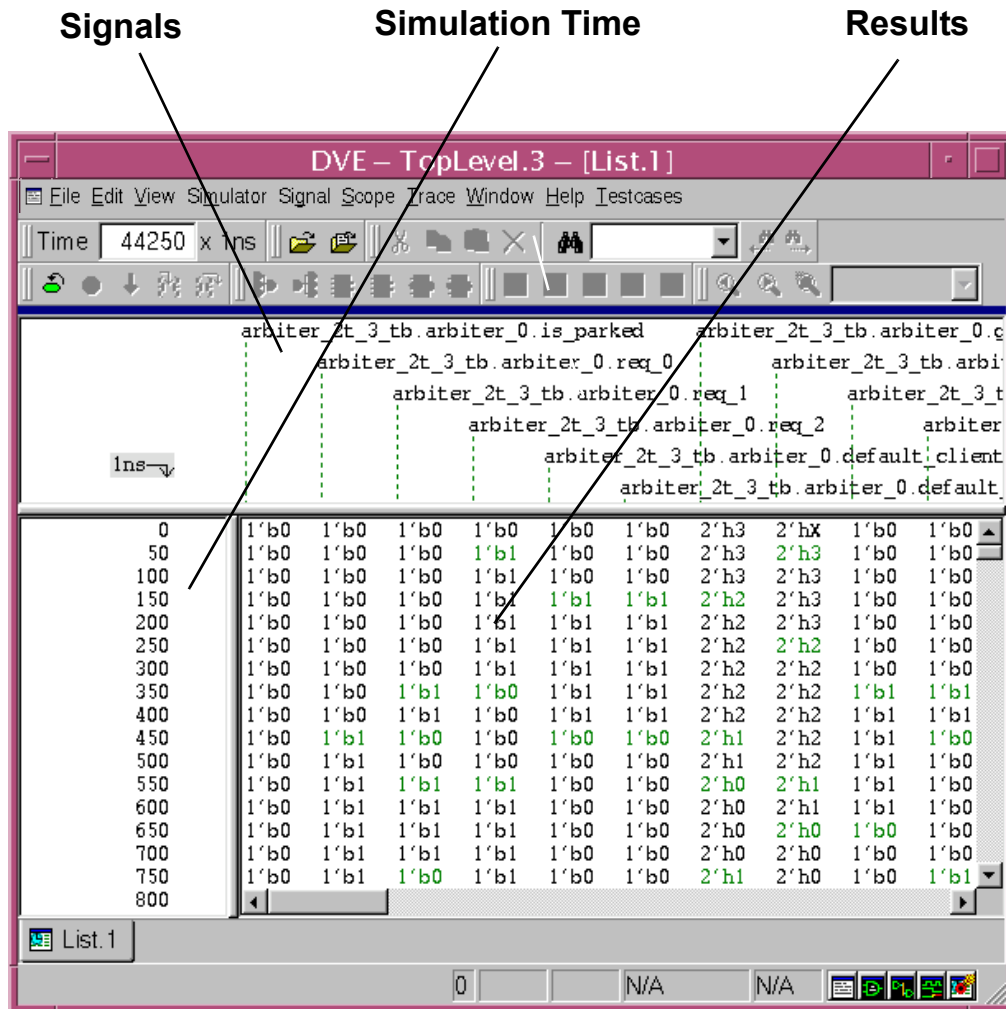 Signals Simulation Time Results
DVE – TopLevel.3 – [List.1]
File Edit View Simulator Signal Scope Trace Window Help Testcases
Time 44250 x 1ns
arbiter_2t_3_tb.arbiter_0.is_parked arbiter_2t_3_tb.arbiter_0.g
arbiter_2t_3_tb.arbiter_0.req_0 arbiter_2t_3_tb.arbi
arbiter_2t_3_tb.arbiter_0.req_1 arbiter_2t_3_t
arbiter_2t_3_tb.arbiter_0.req_2 arbiter
1ns arbiter_2t_3_tb.arbiter_0.default_client
arbiter_2t_3_tb.arbiter_0.default_
0 1'b0 1'b0 1'b0 1'b0 1'b0 1'b0 2'h3 2'hX 1'b0 1'b0
50 1'b0 1'b0 1'b0 1'b1 1'b0 1'b0 2'h3 2'h3 1'b0 1'b0
100 1'b0 1'b0 1'b0 1'b1 1'b0 1'b0 2'h3 2'h3 1'b0 1'b0
150 1'b0 1'b0 1'b0 1'b1 1'b1 1'b1 2'h2 2'h3 1'b0 1'b0
200 1'b0 1'b0 1'b0 1'b1 1'b1 1'b1 2'h2 2'h3 1'b0 1'b0
250 1'b0 1'b0 1'b0 1'b1 1'b1 1'b1 2'h2 2'h2 1'b0 1'b0
300 1'b0 1'b0 1'b0 1'b1 1'b1 1'b1 2'h2 2'h2 1'b0 1'b0
350 1'b0 1'b0 1'b1 1'b0 1'b1 1'b1 2'h2 2'h2 1'b1 1'b1
400 1'b0 1'b0 1'b1 1'b0 1'b1 1'b1 2'h2 2'h2 1'b1 1'b1
450 1'b0 1'b1 1'b0 1'b0 1'b0 1'b0 2'h1 2'h2 1'b1 1'b0
500 1'b0 1'b1 1'b0 1'b0 1'b0 1'b0 2'h1 2'h2 1'b1 1'b0
550 1'b0 1'b1 1'b1 1'b1 1'b0 1'b0 2'h0 2'h1 1'b1 1'b0
600 1'b0 1'b1 1'b1 1'b1 1'b0 1'b0 2'h0 2'h1 1'b1 1'b0
650 1'b0 1'b1 1'b1 1'b1 1'b0 1'b0 2'h0 2'h0 1'b0 1'b0
700 1'b0 1'b1 1'b1 1'b1 1'b0 1'b0 2'h0 2'h0 1'b0 1'b0
750 1'b0 1'b1 1'b0 1'b1 1'b0 1'b0 2'h1 2'h0 1'b0 1'b1
800
List.1
0 N/A N/A